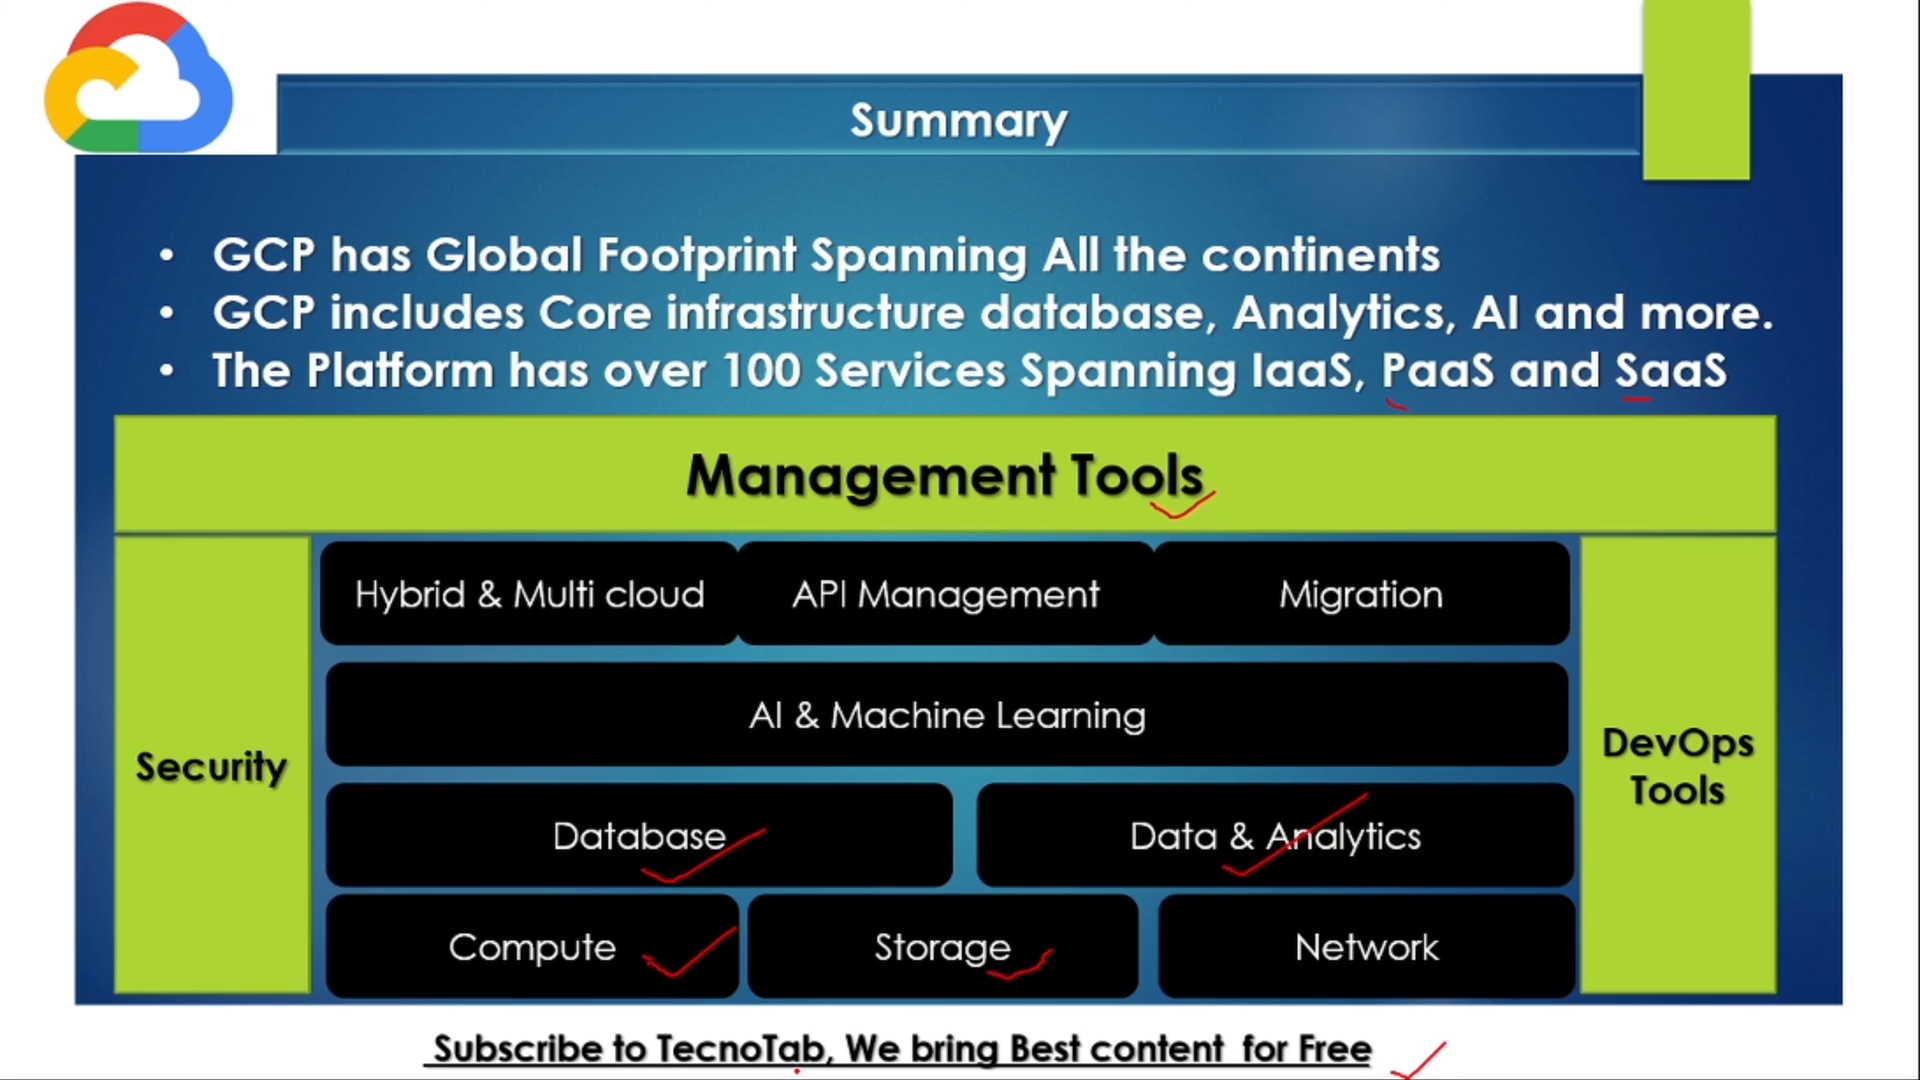 Summary
• GCP has Global Footprint Spanning All the continents
• GCP includes Core infrastructure database, Analytics, AI and more.
• The Platform has over 100 Services Spanning IaaS, PaaS and SaaS
Management Tools
Security
Hybrid & Multi cloud
API Management
Migration
AI & Machine Learning
Database
Data & Analytics
Compute
Storage
Network
DevOps
Tools
Subscribe to TecnoTab, We bring Best content for Free